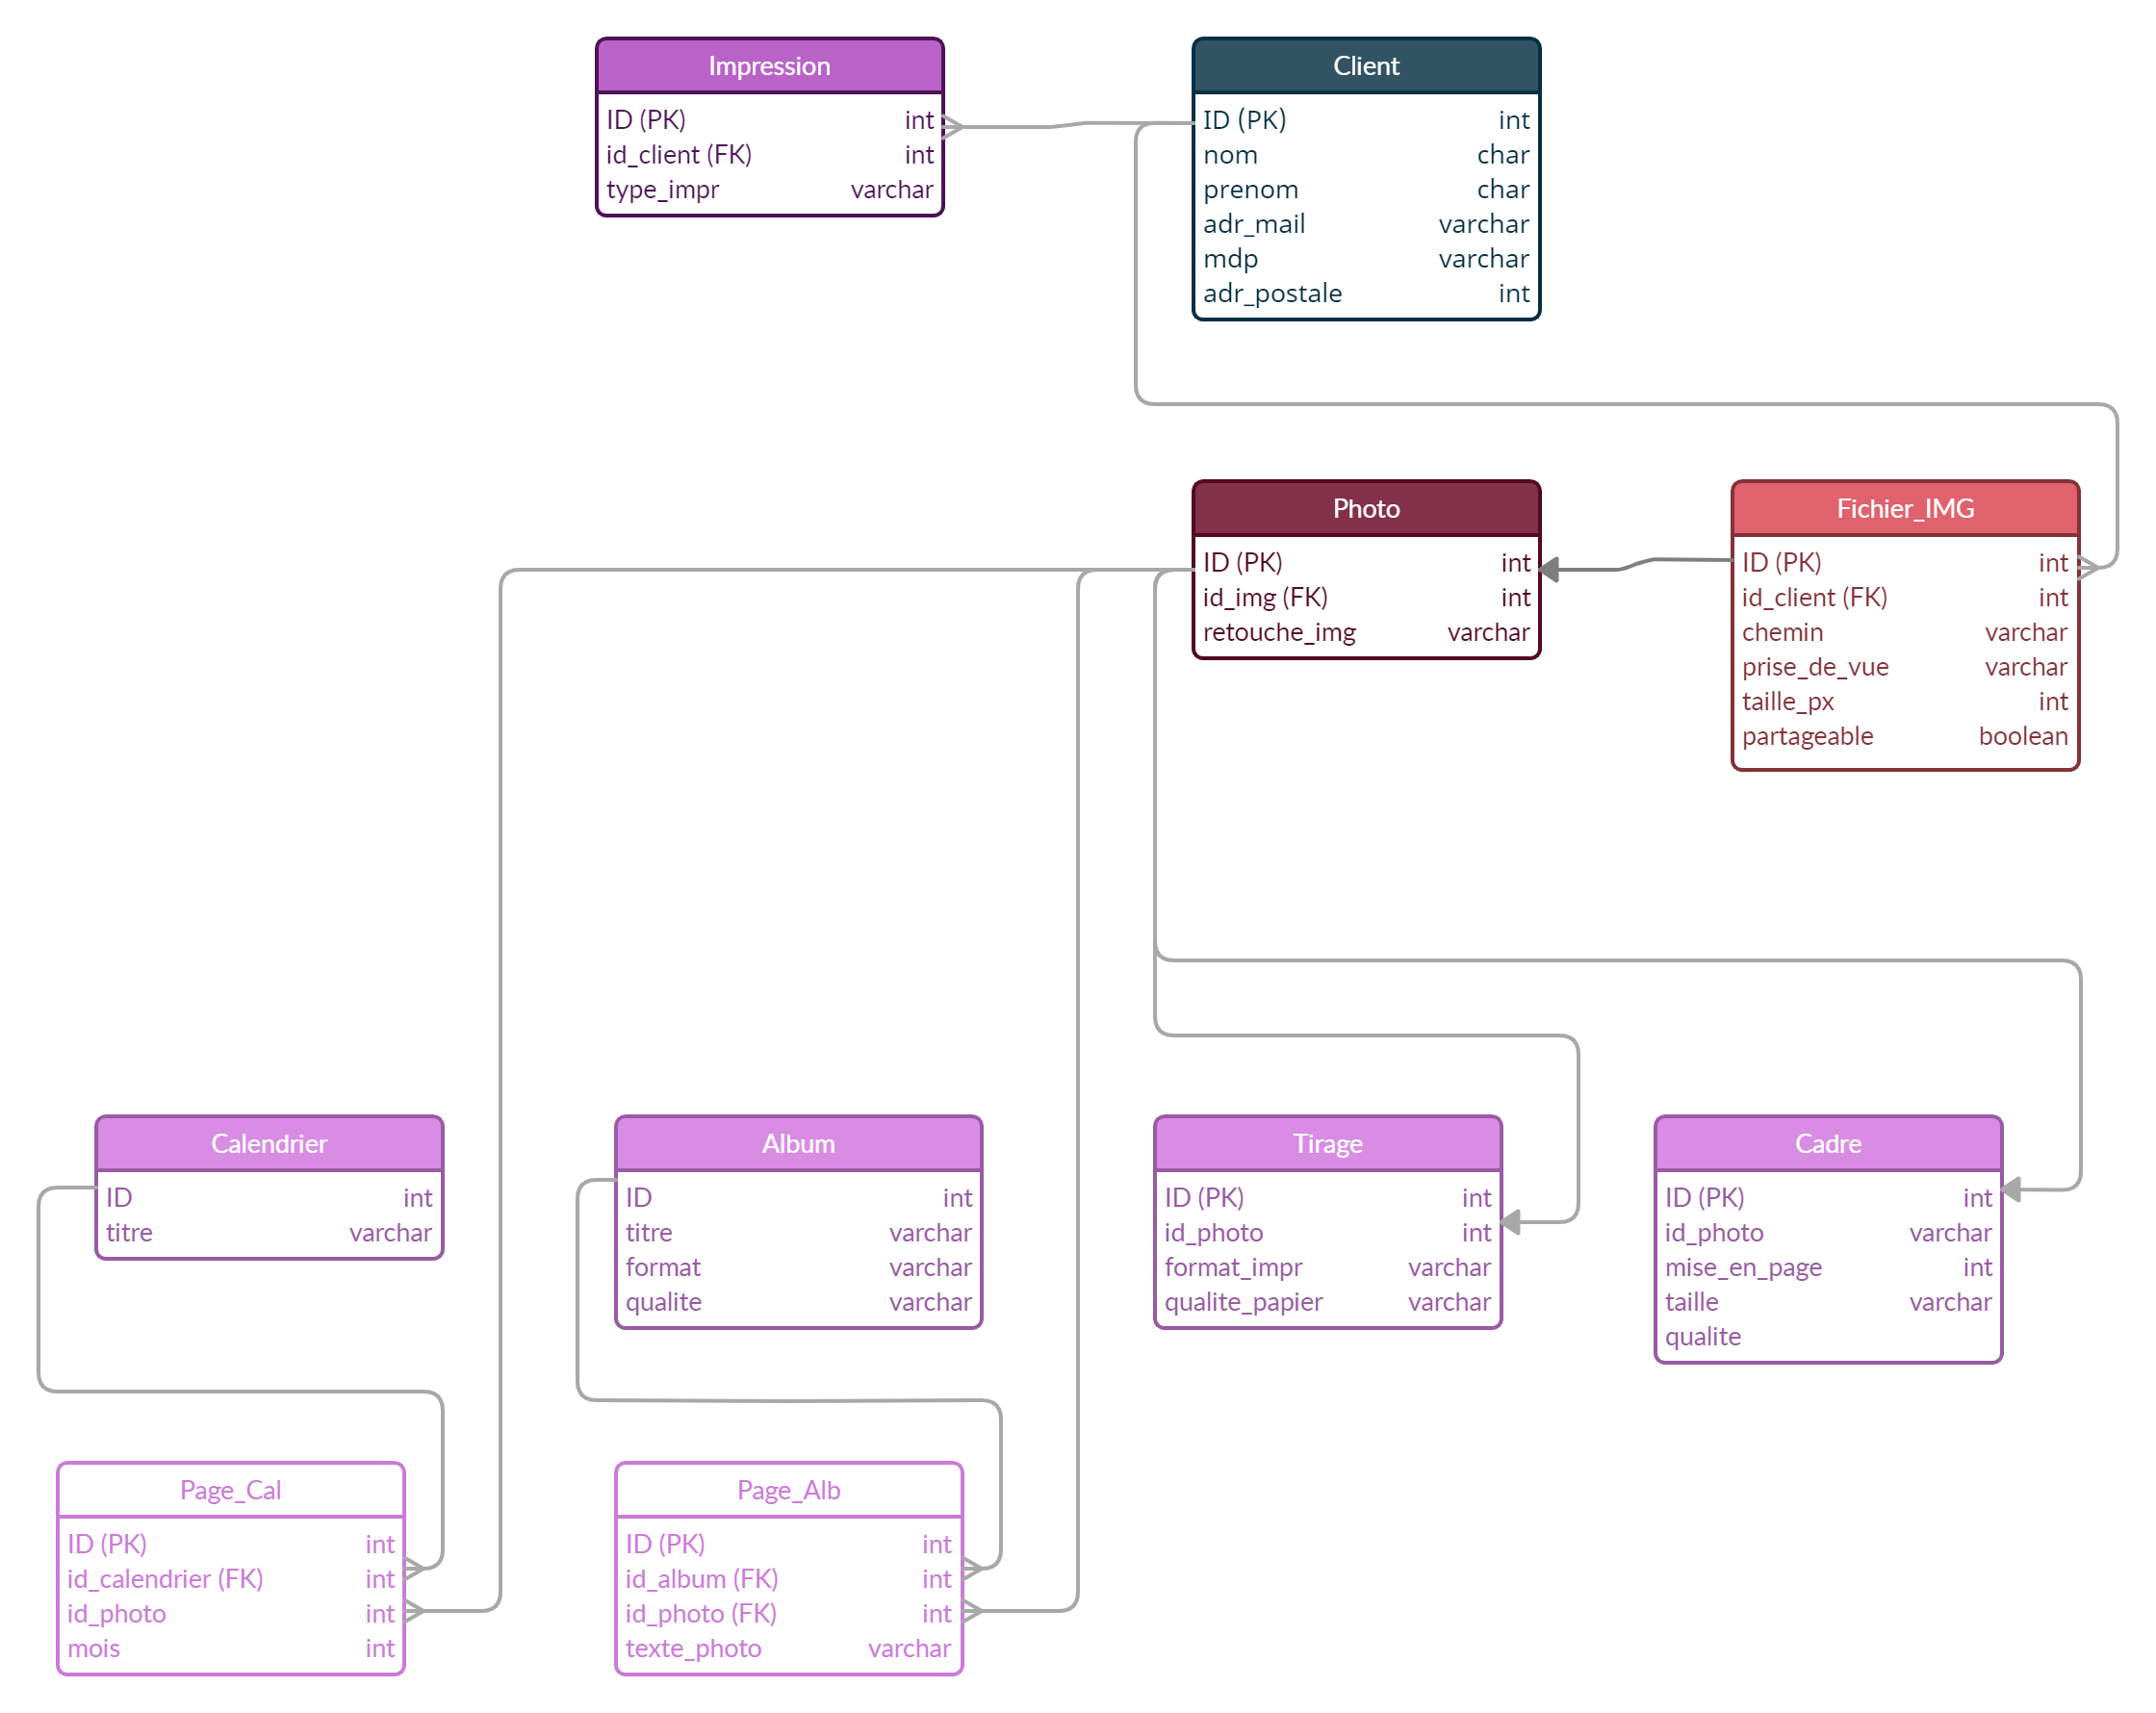 Impression
ID (PK) int
id_client (FK) int
type_impr varchar
Client
ID (PK) int
nom char
prenom char
adr_mail varchar
mdp varchar
adr_postale int
Photo
ID (PK) int
id_img (FK) int
retouche_img varchar
Fichier_IMG
ID (PK) int
id_client (FK) int
chemin varchar
prise_de_vue varchar
taille_px int
partageable boolean
Calendrier
ID int
titre varchar
Album
ID int
titre varchar
format varchar
qualite varchar
Tirage
ID (PK) int
id_photo int
format_impr varchar
qualite_papier varchar
Cadre
ID (PK) int
id_photo varchar
mise_en_page int
taille varchar
qualite
Page_Cal
ID (PK) int
id_calendrier (FK) int
id_photo int
mois int
Page_Alb
ID (PK) int
id_album (FK) int
id_photo (FK) int
texte_photo varchar